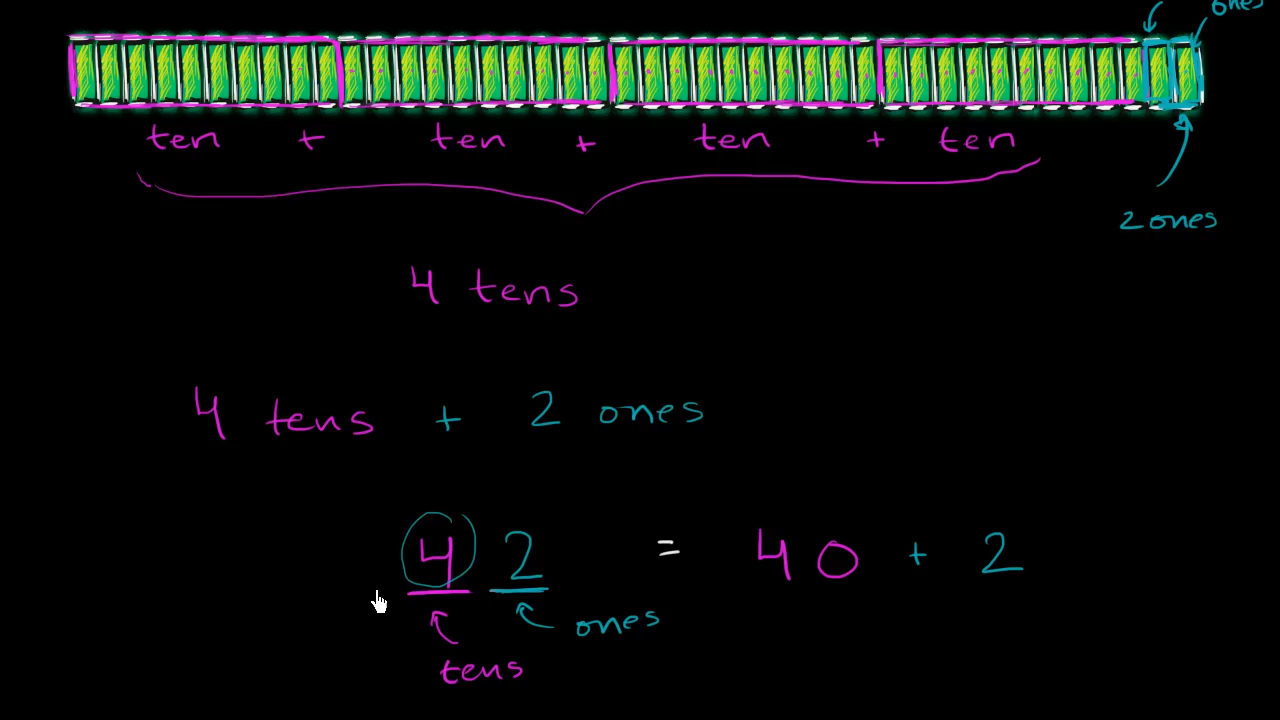 ones
ten + ten + ten + ten
2 ones
4 tens
4 tens + 2 ones
4 2 = 40 + 2
ones
tens